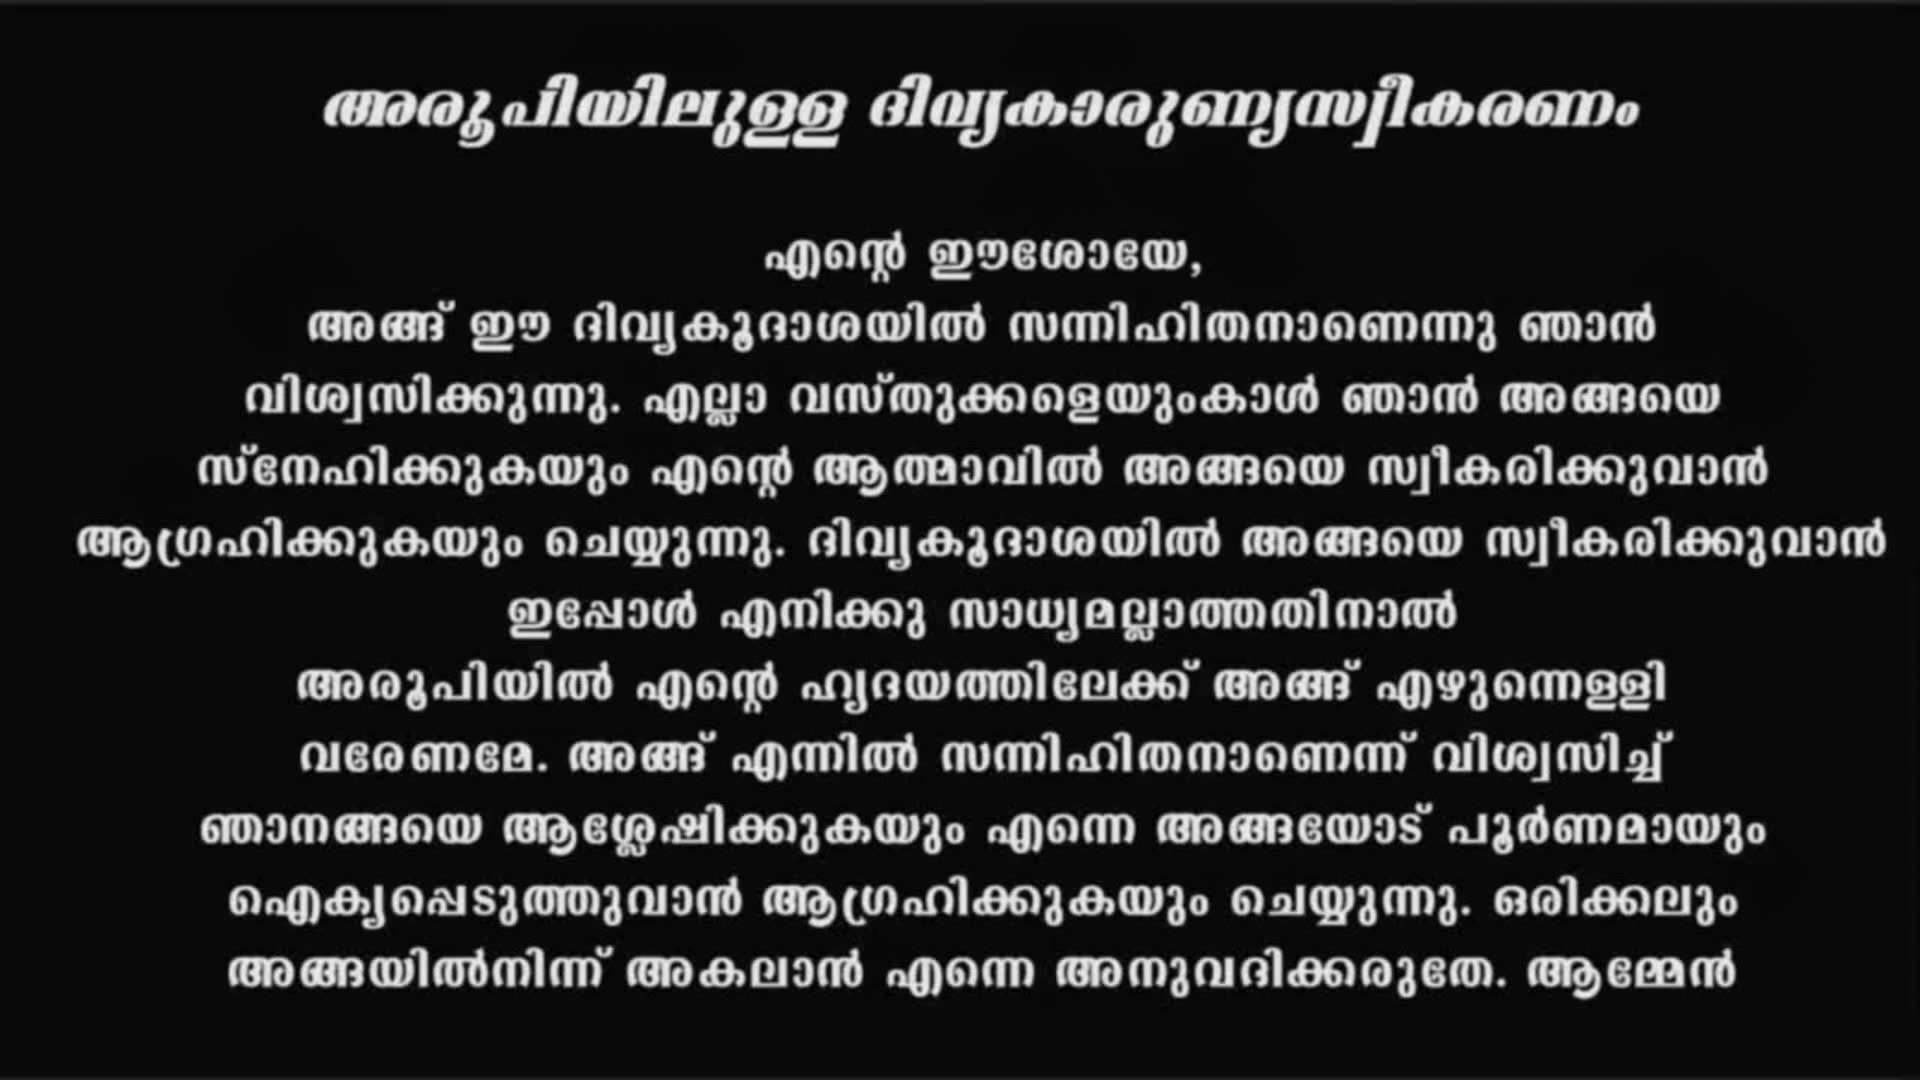 അരൂപിയിലുള്ള ദിവ്യകാരുണ്യസ്വീകരണം
എന്റെ ഈശോയേ,
അങ്ങ് ഈ ദിവ്യകൂദാശയിൽ സന്നിഹിതനാണെന്നു ഞാൻ
വിശ്വസിക്കുന്നു. എല്ലാ വസ്തുക്കളെയുംകാൾ ഞാൻ അങ്ങയെ
സ്നേഹിക്കുകയും എന്റെ ആത്മാവിൽ അങ്ങയെ സ്വീകരിക്കുവാൻ
ആഗ്രഹിക്കുകയും ചെയ്യുന്നു. ദിവ്യകൂദാശയിൽ അങ്ങയെ സ്വീകരിക്കുവാൻ
ഇപ്പോൾ എനിക്കു സാധ്യമല്ലാത്തതിനാൽ
അരൂപിയിൽ എന്റെ ഹൃദയത്തിലേക്ക് അങ്ങ് എഴുന്നെള്ളി
വരേണമേ. അങ്ങ് എന്നിൽ സന്നിഹിതനാണെന്ന് വിശ്വസിച്ച്
ഞാനങ്ങയെ ആശ്ലേഷിക്കുകയും എന്നെ അങ്ങയോട് പൂർണമായും
ഐക്യപ്പെടുത്തുവാൻ ആഗ്രഹിക്കുകയും ചെയ്യുന്നു. ഒരിക്കലും
അങ്ങയിൽനിന്ന് അകലാൻ എന്നെ അനുവദിക്കരുതേ. ആമ്മേൻ